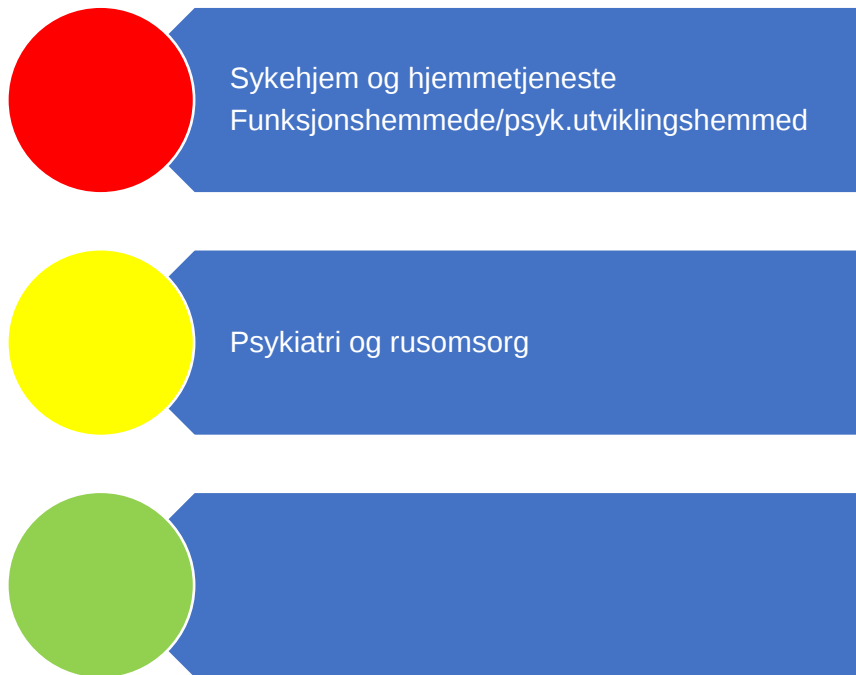 Sykehjem og hjemmetjeneste
Funksjonshemmede/psyk.utviklingshemmed
Psykiatri og rusomsorg